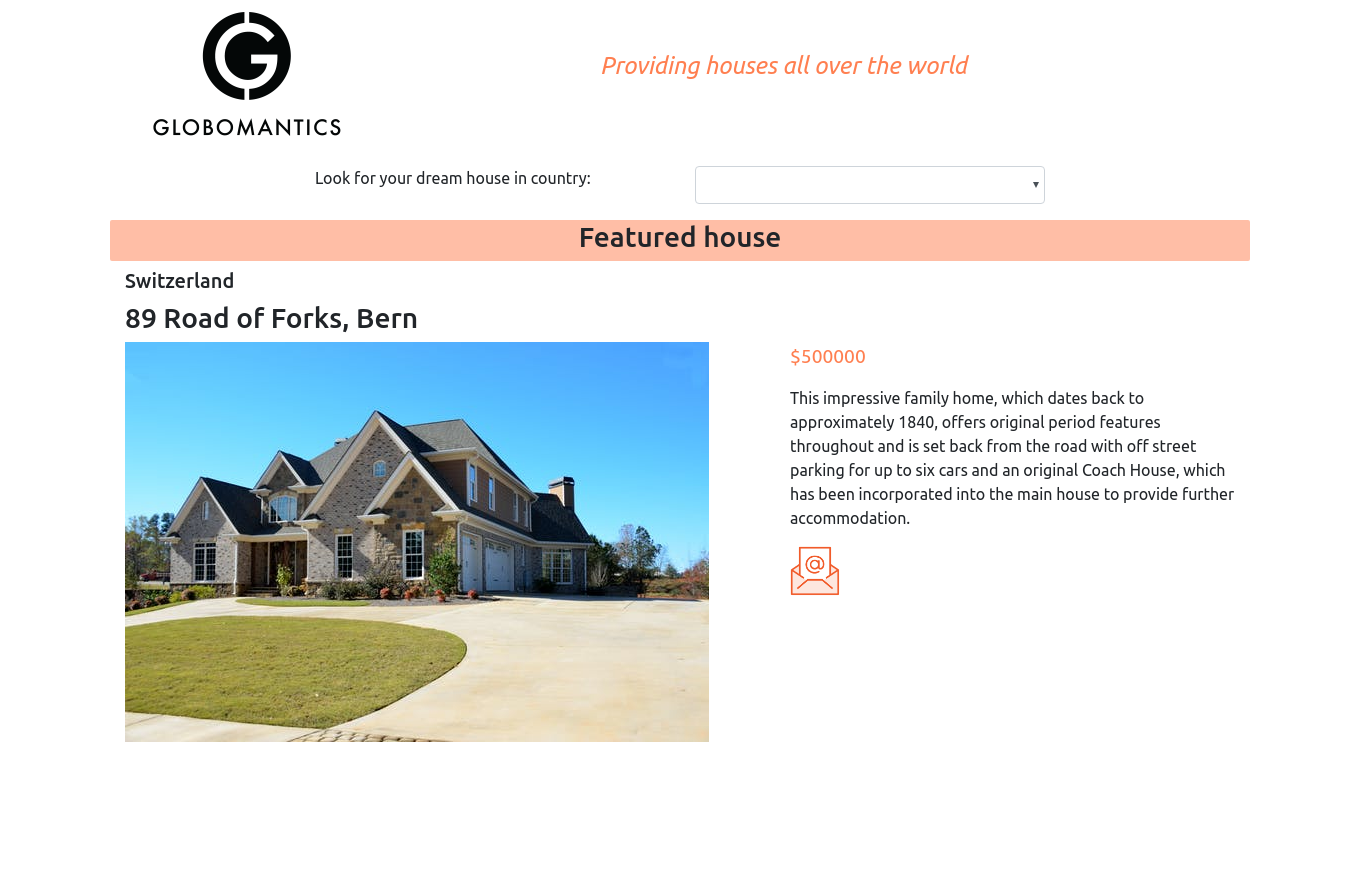 GLOBOMANTICS
Providing houses all over the world
Look for your dream house in country:
Featured house
Switzerland
89 Road of Forks, Bern
$500000
This impressive family home, which dates back to
approximately 1840, offers original period features
throughout and is set back from the road with off street
parking for up to six cars and an original Coach House, which
has been incorporated into the main house to provide further
accommodation.